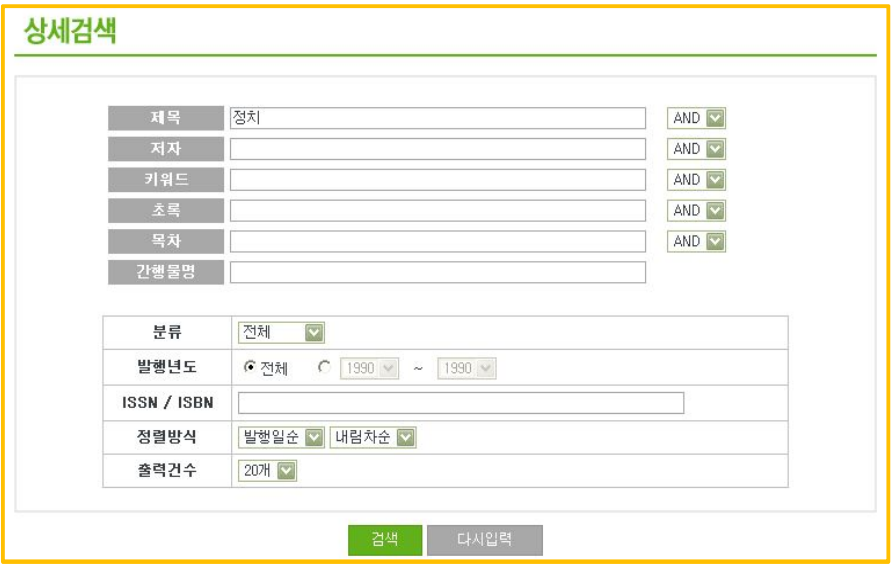 상세검색
제목 정치 AND
저자 AND
키워드 AND
초록 AND
목차 AND
간행물명
분류 전체
발행년도 전체 1990 ~ 1990
ISSN / ISBN
정렬방식 발행일순 내림차순
출력건수 20개
검색 다시입력